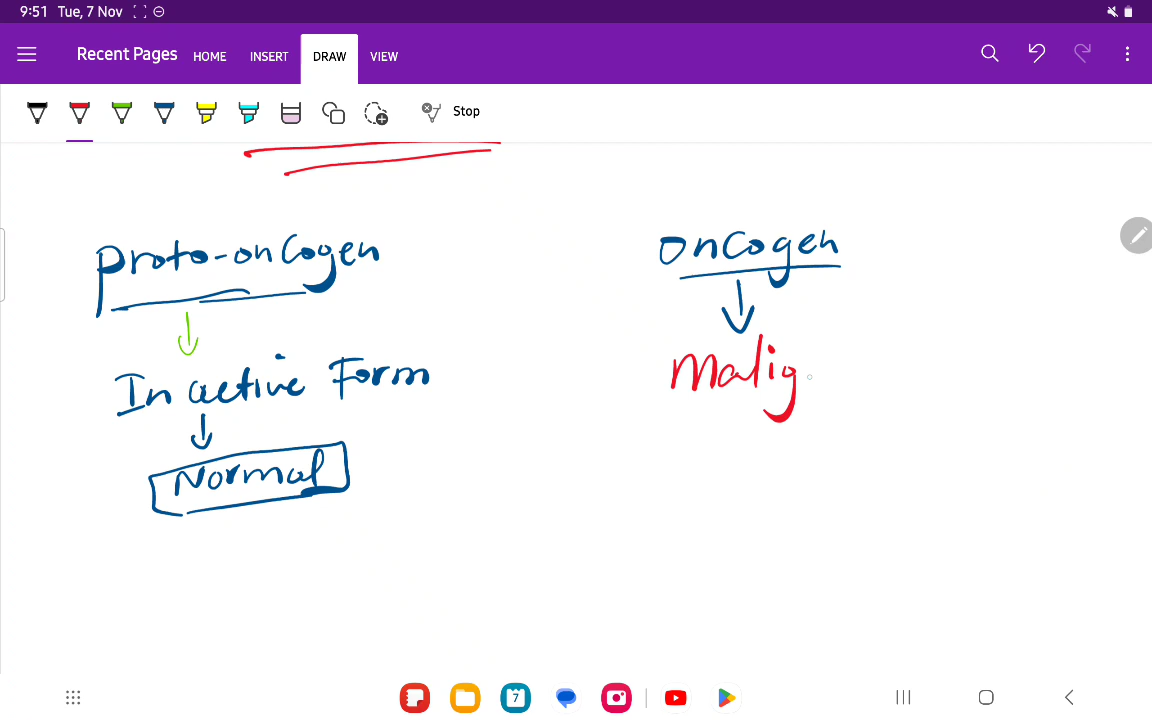 9:51 Tue, 7 Nov
Recent Pages HOME INSERT DRAW VIEW
Stop
Proto-onCogen
Inactive Form
Normal
OnCogen
Malig
7